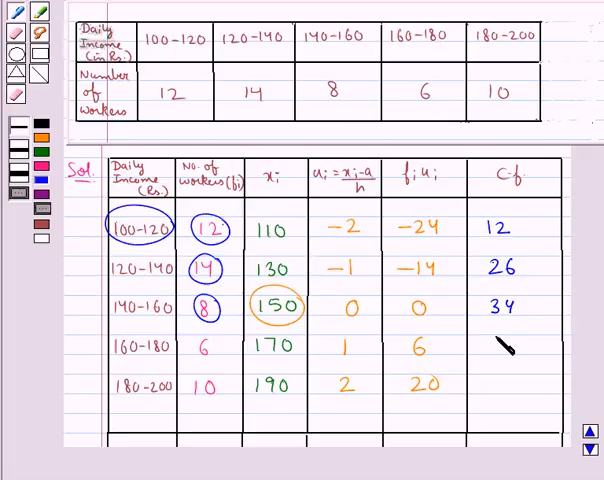 Daily Income (in Rs.) 100-120 120-140 140-160 160-180 180-200
Number of workers 12 14 8 6 10
Sol.
Daily Income (Rs.) No. of workers (fi) xi ui = xi-a/h fi ui C.f
100-120 12 110 -2 -24 12
120-140 14 130 -1 -14 26
140-160 8 150 0 0 34
160-180 6 170 1 6
180-200 10 190 2 20